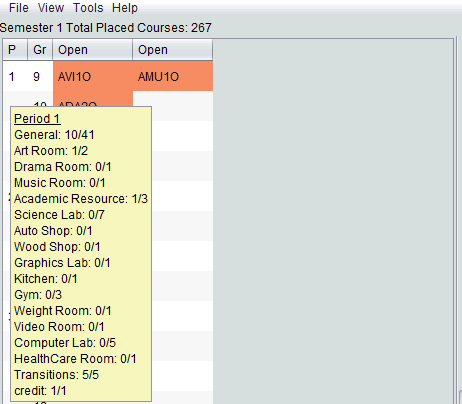 File View Tools Help
Semester 1 Total Placed Courses: 267
P Gr Open Open
1 9 AVI1O AMU1O
Period 1
General: 10/41
Art Room: 1/2
Drama Room: 0/1
Music Room: 0/1
Academic Resource: 1/3
Science Lab: 0/7
Auto Shop: 0/1
Wood Shop: 0/1
Graphics Lab: 0/1
Kitchen: 0/1
Gym: 0/3
Weight Room: 0/1
Video Room: 0/1
Computer Lab: 0/5
HealthCare Room: 0/1
Transitions: 5/5
credit: 1/1